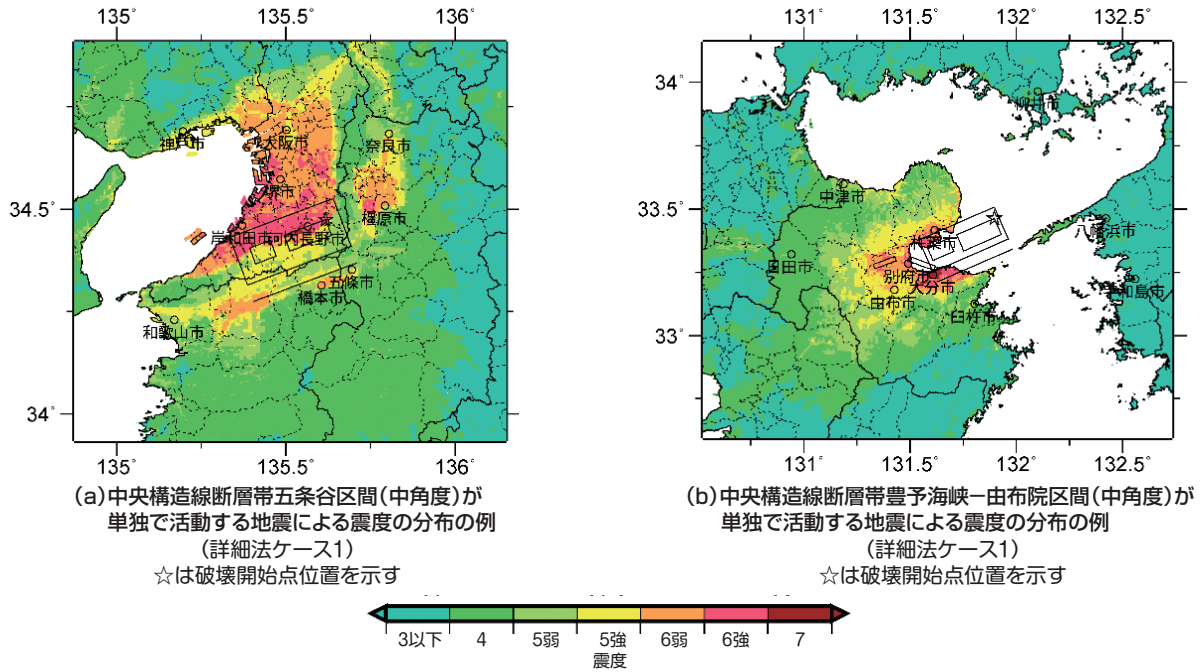 135° 135.5° 136°
131° 131.5° 132° 132.5°
34°
神戸市 大阪市 奈良市
堺市
34.5°
橿原市
岸和田市 河内長野市
五條市
橋本市
和歌山市
34°
135° 135.5° 136°
柳井市
中津市
33.5°
杵築市 八幡浜市
日田市
別府市
大分市 宇和島市
由布市
臼杵市
33°
131° 131.5° 132° 132.5°
(a)中央構造線断層帯五条谷区間(中角度)が
単独で活動する地震による震度の分布の例
(詳細法ケース1)
☆は破壊開始点位置を示す
(b)中央構造線断層帯豊予海峡ー由布院区間(中角度)が
単独で活動する地震による震度の分布の例
(詳細法ケース1)
☆は破壊開始点位置を示す
3以下 4 5弱 5強 6弱 6強 7
震度